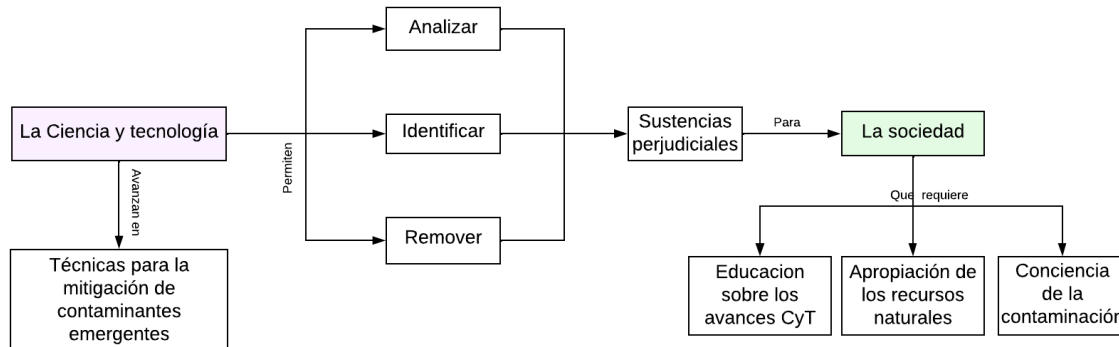 La Ciencia y tecnología
Avanzan en
Técnicas para la
mitigación de
contaminantes
emergentes
Permiten
Analizar
Identificar
Remover
Sustencias
perjudiciales
Para
La sociedad
Que requiere
Educacion
sobre los
avances CyT
Apropiación de
los recursos
naturales
Conciencia
de la
contaminación